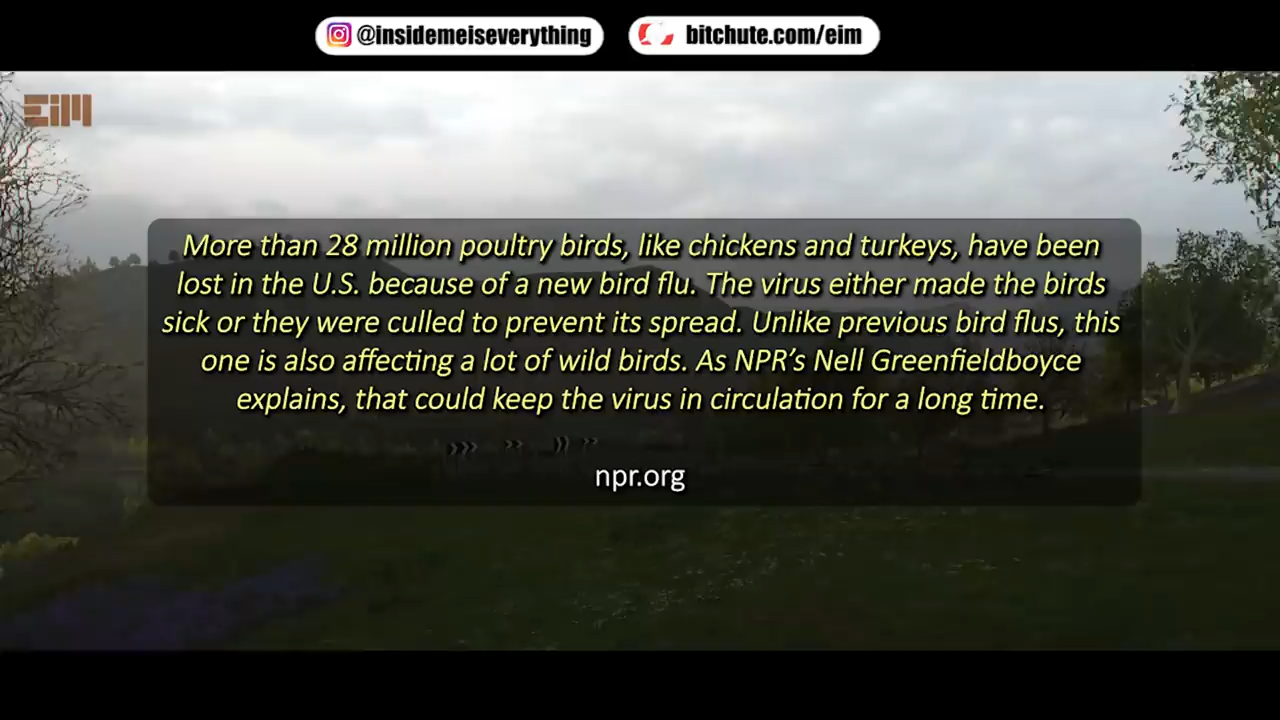 @insidemeiseverything bitchute.com/eim
EiM
More than 28 million poultry birds, like chickens and turkeys, have been
lost in the U.S. because of a new bird flu. The virus either made the birds
sick or they were culled to prevent its spread. Unlike previous bird flus, this
one is also affecting a lot of wild birds. As NPR’s Nell Greenfieldboyce
explains, that could keep the virus in circulation for a long time.
npr.org